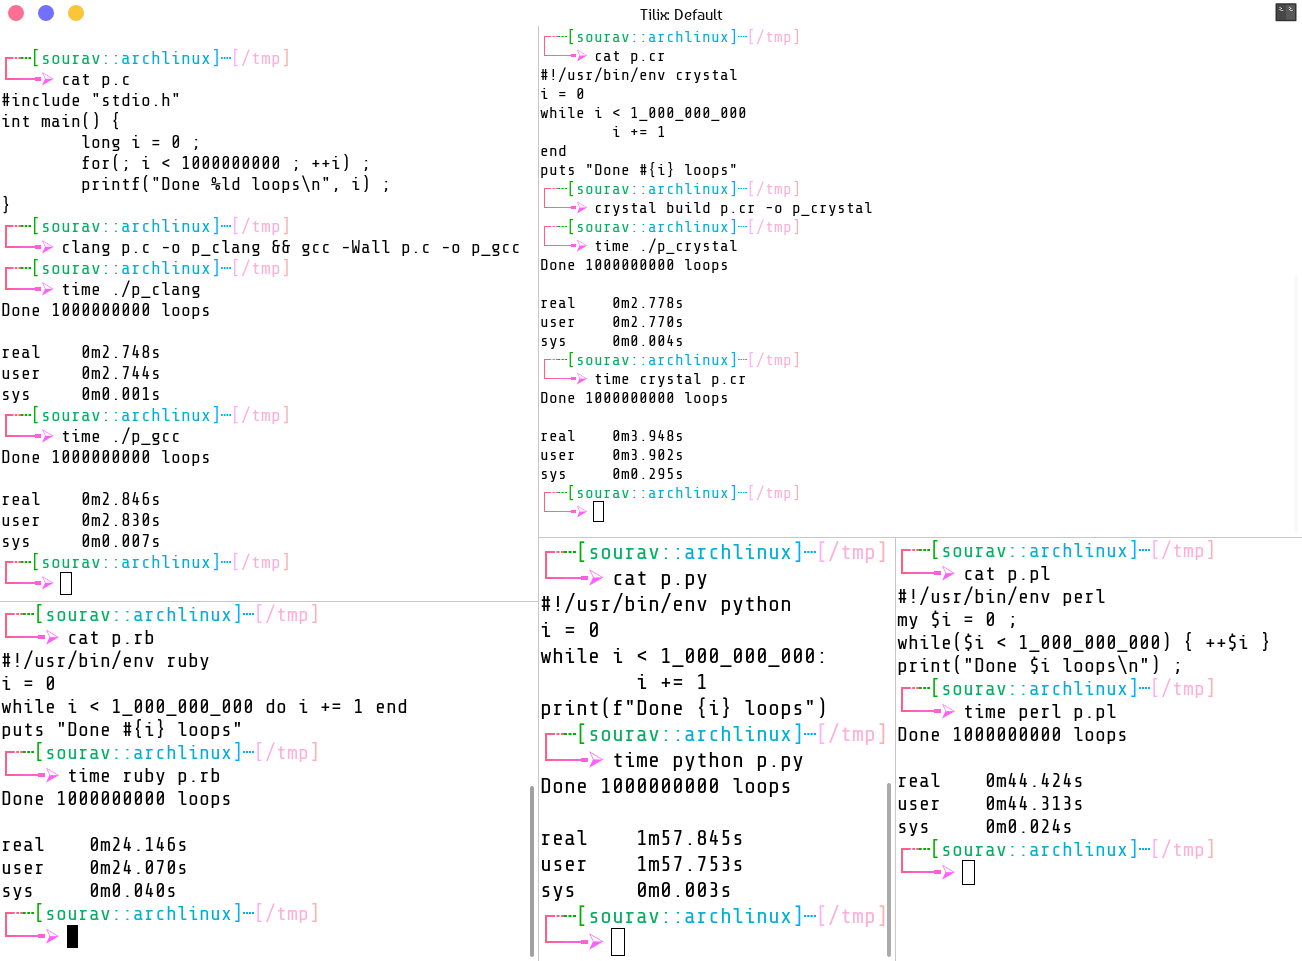 Tilix: Default
[sourav::archlinux]─[/tmp]
cat p.c
#include "stdio.h"
int main() {
        long i = 0 ;
        for(; i < 1000000000 ; ++i) ;
        printf("Done %ld loops\n", i) ;
}
[sourav::archlinux]─[/tmp]
clang p.c -o p_clang && gcc -Wall p.c -o p_gcc
[sourav::archlinux]─[/tmp]
time ./p_clang
Done 1000000000 loops

real    0m2.748s
user    0m2.744s
sys     0m0.001s
[sourav::archlinux]─[/tmp]
time ./p_gcc
Done 1000000000 loops

real    0m2.846s
user    0m2.830s
sys     0m0.007s
[sourav::archlinux]─[/tmp]
[sourav::archlinux]─[/tmp]
cat p.rb
#!/usr/bin/env ruby
i = 0
while i < 1_000_000_000 do i += 1 end
puts "Done #{i} loops"
[sourav::archlinux]─[/tmp]
time ruby p.rb
Done 1000000000 loops

real    0m24.146s
user    0m24.070s
sys     0m0.040s
[sourav::archlinux]─[/tmp]
[sourav::archlinux]─[/tmp]
cat p.cr
#!/usr/bin/env crystal
i = 0
while i < 1_000_000_000
        i += 1
end
puts "Done #{i} loops"
[sourav::archlinux]─[/tmp]
crystal build p.cr -o p_crystal
[sourav::archlinux]─[/tmp]
time ./p_crystal
Done 1000000000 loops

real    0m2.778s
user    0m2.770s
sys     0m0.004s
[sourav::archlinux]─[/tmp]
time crystal p.cr
Done 1000000000 loops

real    0m3.948s
user    0m3.902s
sys     0m0.295s
[sourav::archlinux]─[/tmp]
[sourav::archlinux]─[/tmp]
cat p.py
#!/usr/bin/env python
i = 0
while i < 1_000_000_000:
        i += 1
print(f"Done {i} loops")
[sourav::archlinux]─[/tmp]
time python p.py
Done 1000000000 loops

real    1m57.845s
user    1m57.753s
sys     0m0.003s
[sourav::archlinux]─[/tmp]
[sourav::archlinux]─[/tmp]
cat p.pl
#!/usr/bin/env perl
my $i = 0 ;
while($i < 1_000_000_000) { ++$i }
print("Done $i loops\n") ;
[sourav::archlinux]─[/tmp]
time perl p.pl
Done 1000000000 loops

real    0m44.424s
user    0m44.313s
sys     0m0.024s
[sourav::archlinux]─[/tmp]